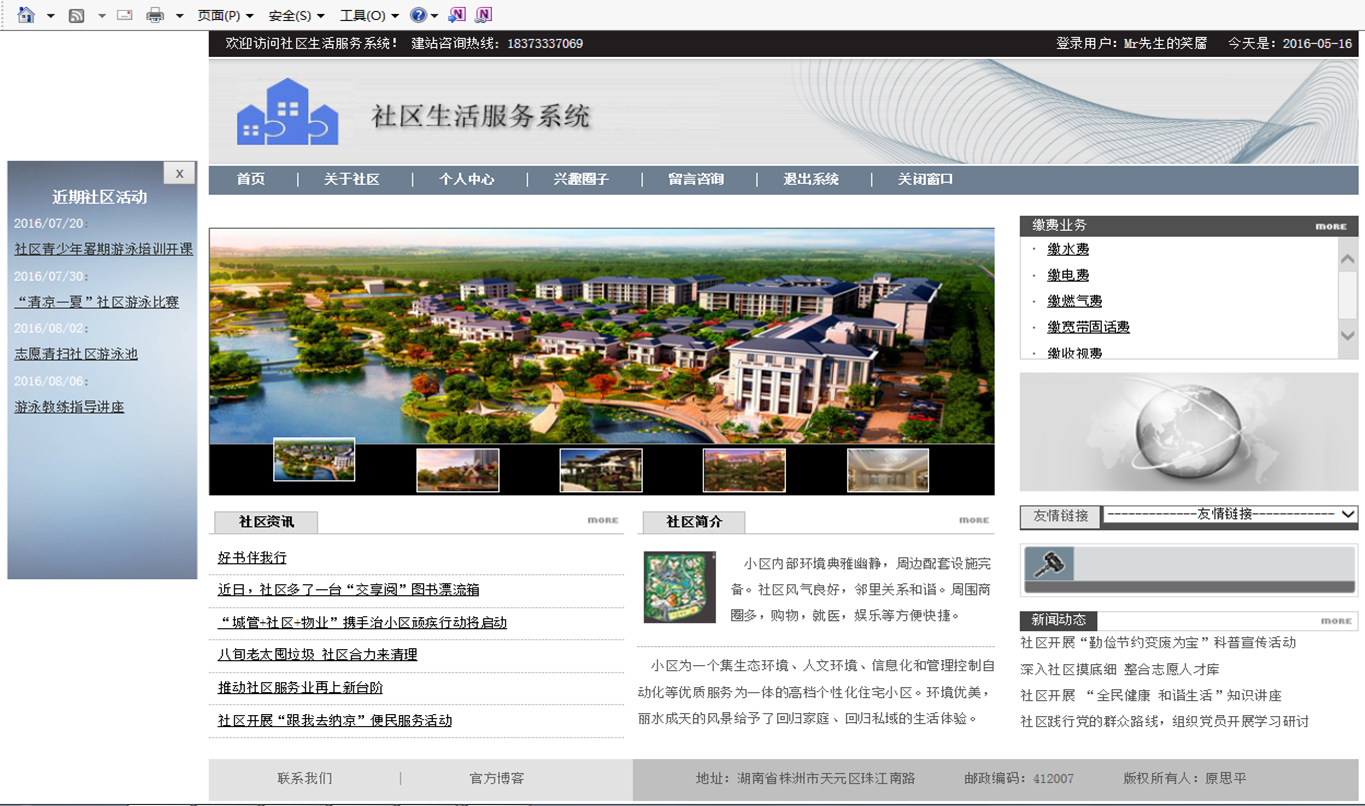 页面(P) 安全(S) 工具(O)
欢迎访问社区生活服务系统! 建站咨询热线: 18373337069
登录用户: Mr先生的笑靥 今天是: 2016-05-16
社区生活服务系统
首页 | 关于社区 | 个人中心 | 兴趣圈子 | 留言咨询 | 退出系统 | 关闭窗口
x
近期社区活动
2016/07/20:
社区青少年暑期游泳培训开课
2016/07/30:
“清凉一夏”社区游泳比赛
2016/08/02:
志愿清扫社区游泳池
2016/08/06:
游泳教练指导讲座
缴费业务 MORE
· 缴水费
· 缴电费
· 缴燃气费
· 缴宽带固话费
· 缴收视费
友情链接 -------------友情链接-------------
社区资讯 MORE
好书伴我行
近日，社区多了一台“交享阅”图书漂流箱
“城管+社区+物业”携手治小区顽疾行动将启动
八旬老太囤垃圾 社区合力来清理
推动社区服务业再上新台阶
社区开展“跟我去纳凉”便民服务活动
社区简介 MORE
小区内部环境典雅幽静，周边配套设施完
备。社区风气良好，邻里关系和谐。周围商
圈多，购物，就医，娱乐等方便快捷。
小区为一个集生态环境、人文环境、信息化和管理控制自
动化等优质服务为一体的高档个性化住宅小区。环境优美，
丽水成天的风景给予了回归家庭、回归私域的生活体验。
新闻动态 MORE
社区开展“勤俭节约变废为宝”科普宣传活动
深入社区摸底细 整合志愿人才库
社区开展 “全民健康 和谐生活”知识讲座
社区践行党的群众路线，组织党员开展学习研讨
联系我们 | 官方博客
地址: 湖南省株洲市天元区珠江南路 邮政编码: 412007 版权所有人: 原思平